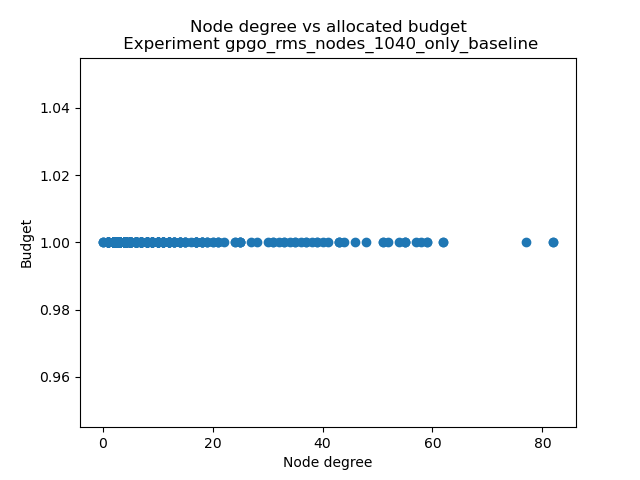 Node degree vs allocated budget
Experiment gpgo_rms_nodes_1040_only_baseline
1.04
1.02
1.00
0.98
0.96
Budget
0
20
40
60
80
Node degree